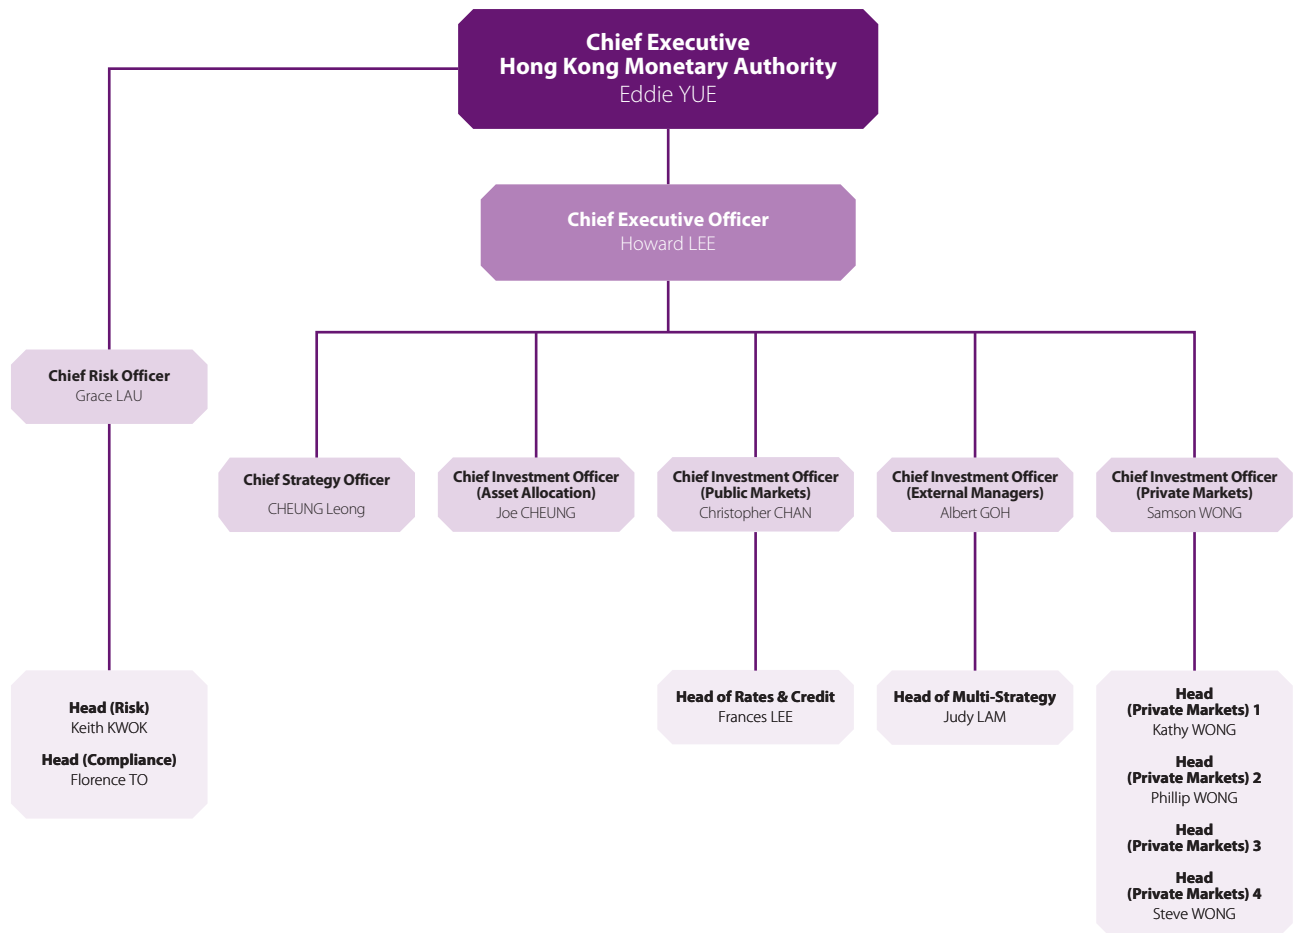 Chief Executive
Hong Kong Monetary Authority
Eddie YUE
Chief Executive Officer
Howard LEE
Chief Risk Officer
Grace LAU
Chief Strategy Officer
CHEUNG Leong
Chief Investment Officer
(Asset Allocation)
Joe CHEUNG
Chief Investment Officer
(Public Markets)
Christopher CHAN
Chief Investment Officer
(External Managers)
Albert GOH
Chief Investment Officer
(Private Markets)
Samson WONG
Head (Risk)
Keith KWOK
Head (Compliance)
Florence TO
Head of Rates & Credit
Frances LEE
Head of Multi-Strategy
Judy LAM
Head
(Private Markets) 1
Kathy WONG
Head
(Private Markets) 2
Phillip WONG
Head
(Private Markets) 3
Head
(Private Markets) 4
Steve WONG